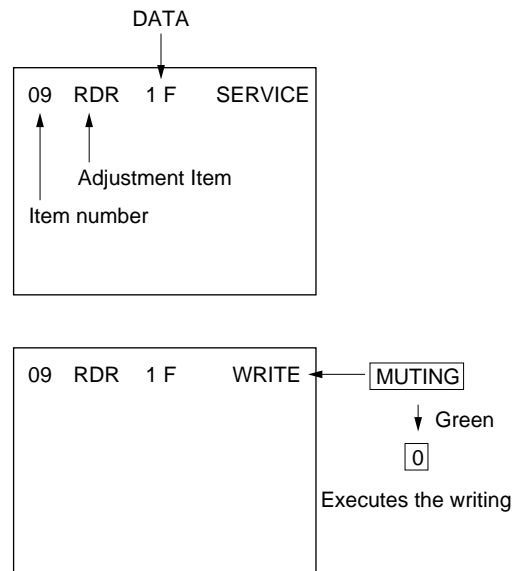 DATA
09 RDR 1 F SERVICE
Adjustment Item
Item number
09 RDR 1 F WRITE MUTING
Green
0
Executes the writing